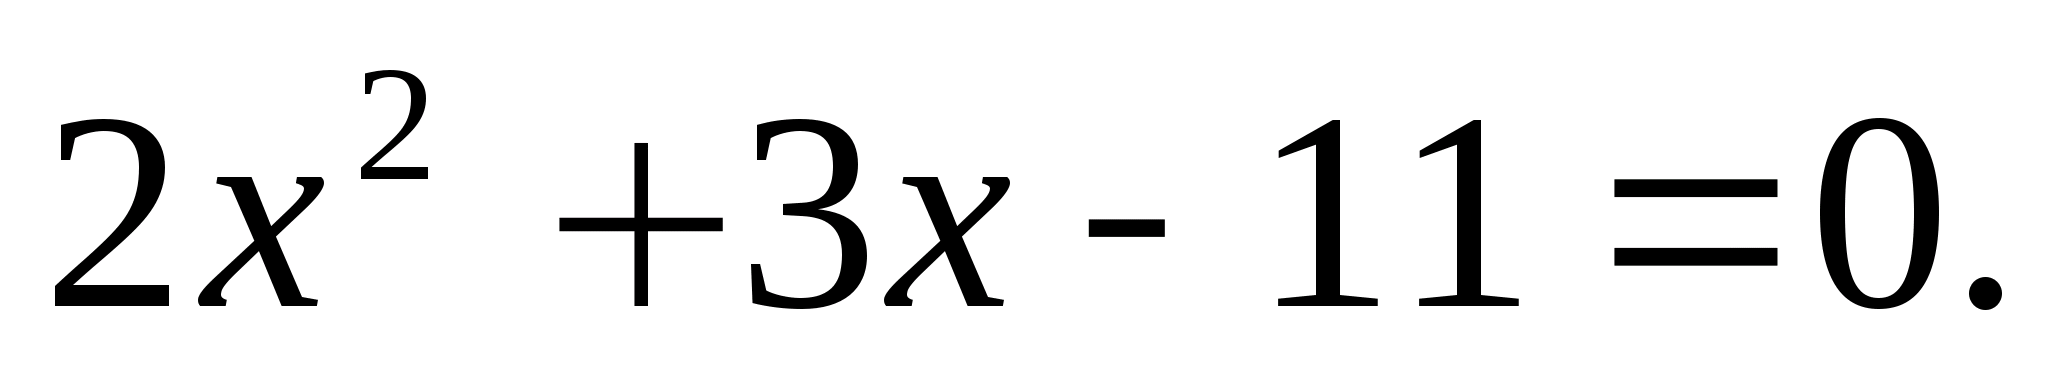 2x² +3x - 11 =0.